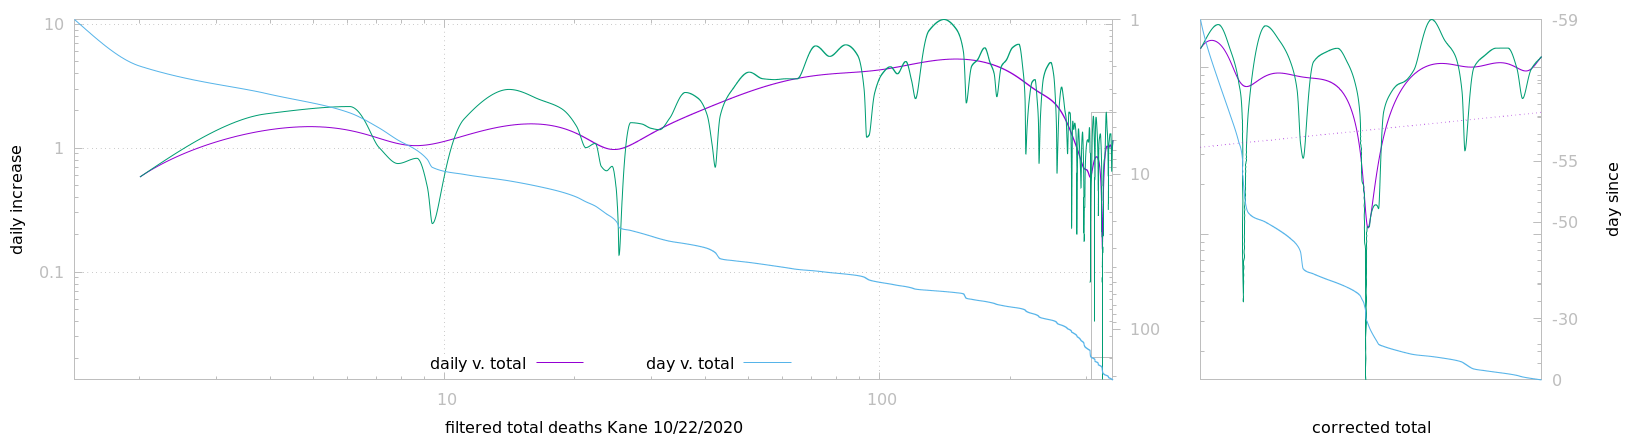 10
1
0.1
daily increase
1
10
100
daily v. total
day v. total
10
100
filtered total deaths Kane 10/22/2020
-59
-55
-50
-30
0
day since
corrected total